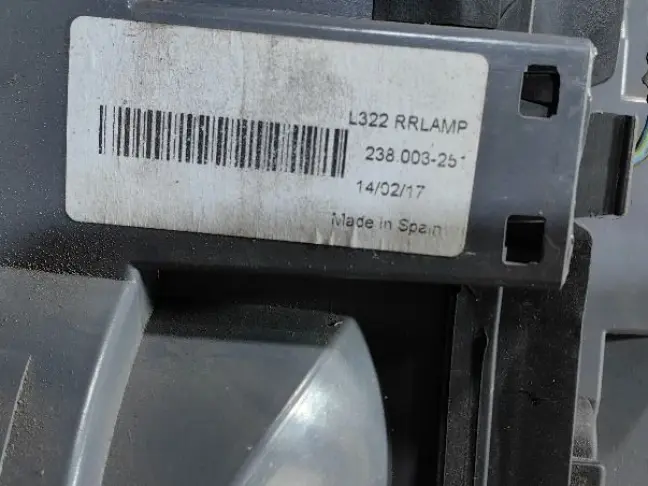 L322 RRLAMP
238.003-251
14/02/17
Made in Spain